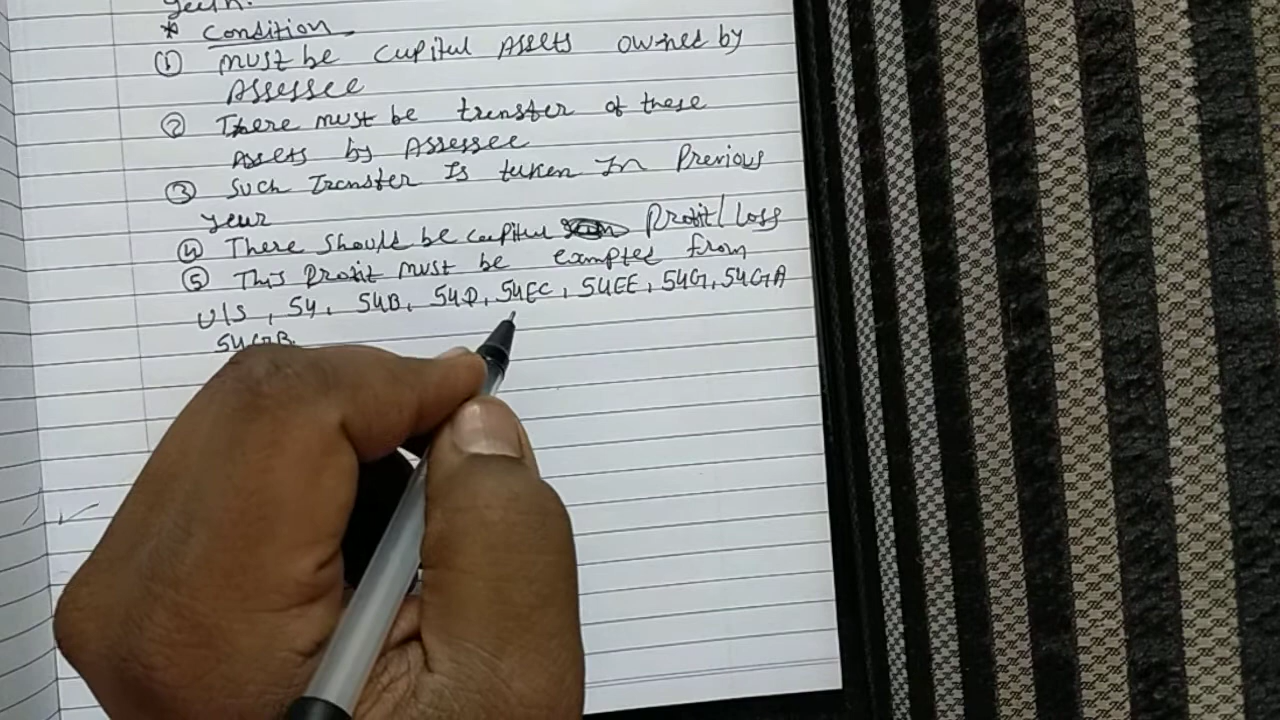 * Condition
① must be capital Assets owned by
Assessee
② There must be transfer of these
Assets by Assessee
③ Such Transfer Is taken In Previous
year
④ There should be capital Profit/Loss
⑤ This Profit must be exampted from
U/S, 54, 54B, 54D, 54EC, 54EE, 54G, 54GA
54GB.